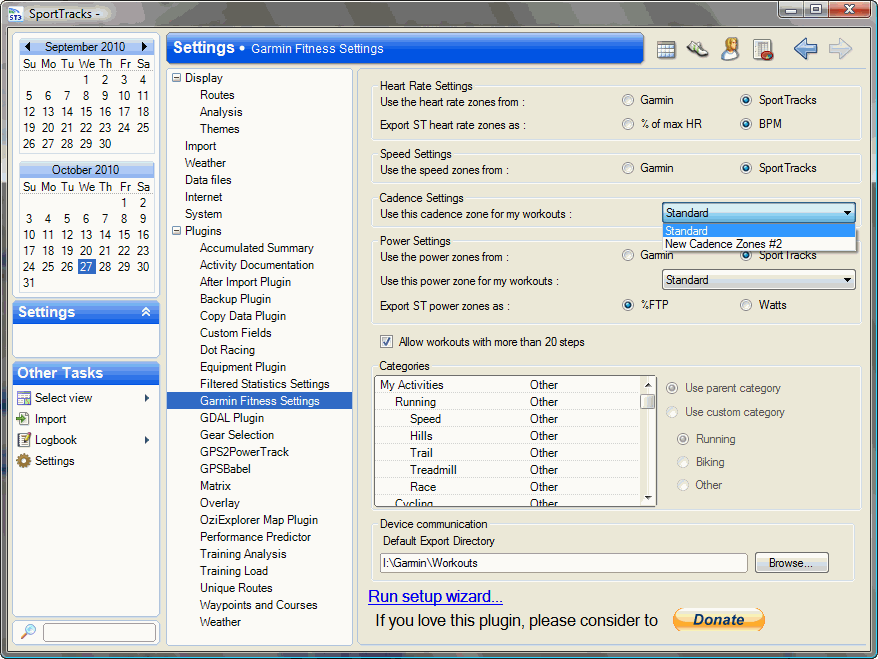 ST3 SportTracks -
September 2010
Su Mo Tu We Th Fr Sa
1 2 3 4
5 6 7 8 9 10 11
12 13 14 15 16 17 18
19 20 21 22 23 24 25
26 27 28 29 30
October 2010
Su Mo Tu We Th Fr Sa
1 2
3 4 5 6 7 8 9
10 11 12 13 14 15 16
17 18 19 20 21 22 23
24 25 26 27 28 29 30
31
Settings
Other Tasks
Select view
Import
Logbook
Settings
Settings • Garmin Fitness Settings
Display
Routes
Analysis
Themes
Import
Weather
Data files
Internet
System
Plugins
Accumulated Summary
Activity Documentation
After Import Plugin
Backup Plugin
Copy Data Plugin
Custom Fields
Dot Racing
Equipment Plugin
Filtered Statistics Settings
Garmin Fitness Settings
GDAL Plugin
Gear Selection
GPS2PowerTrack
GPSBabel
Matrix
Overlay
OziExplorer Map Plugin
Performance Predictor
Training Analysis
Training Load
Unique Routes
Waypoints and Courses
Weather
Heart Rate Settings
Use the heart rate zones from : Garmin SportTracks
Export ST heart rate zones as : % of max HR BPM
Speed Settings
Use the speed zones from : Garmin SportTracks
Cadence Settings
Use this cadence zone for my workouts : Standard
Standard
New Cadence Zones #2
Power Settings
Use the power zones from : Garmin SportTracks
Use this power zone for my workouts : Standard
Export ST power zones as : %FTP Watts
Allow workouts with more than 20 steps
Categories
My Activities Other
Running Other
Speed Other
Hills Other
Trail Other
Treadmill Other
Race Other
Cycling Other
Use parent category
Use custom category
Running
Biking
Other
Device communication
Default Export Directory
I:\Garmin\Workouts Browse...
Run setup wizard...
If you love this plugin, please consider to Donate